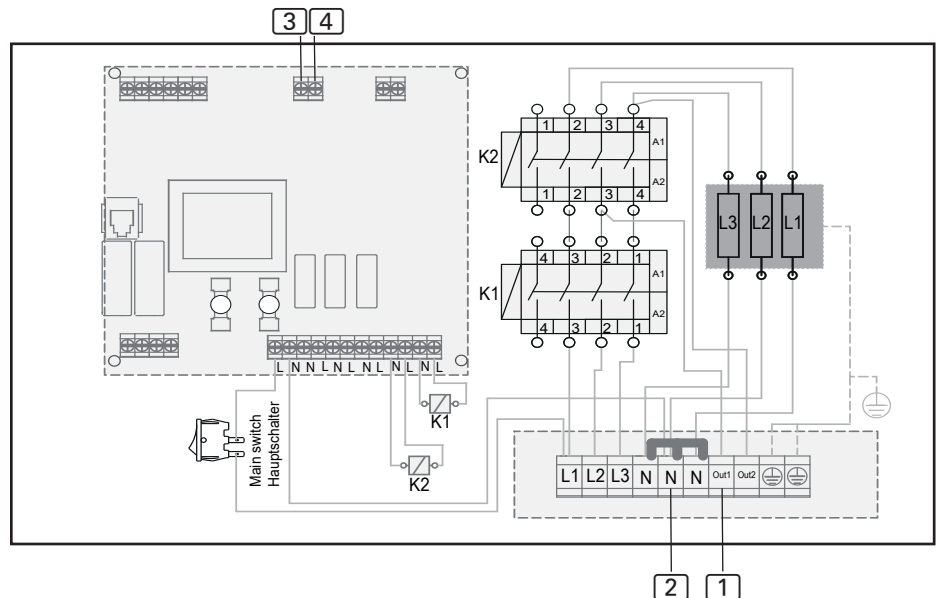 3 4
1 2 3 4
A1
K2
A2
1 2 3 4
L3 L2 L1
4 3 2 1
A1
K1
A2
4 3 2 1
L N N L N L N L N L N L
K1
Main switch
Hauptschalter
K2
L1 L2 L3 N N N Out1 Out2
2 1